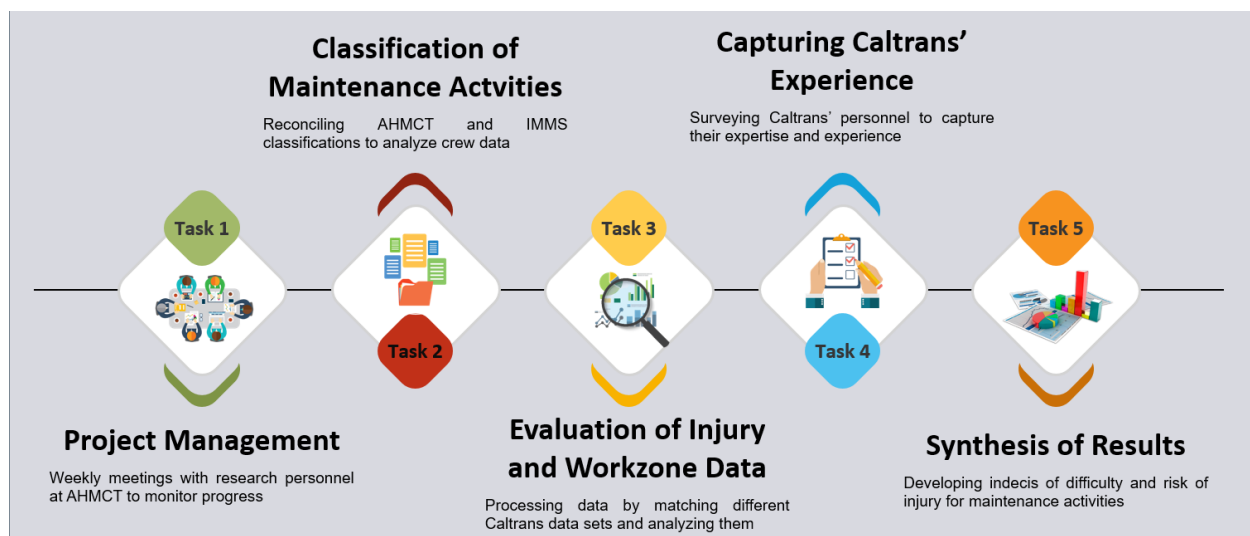 Classification of
Maintenance Actvities
Reconciling AHMCT and IMMS
classifications to analyze crew data
Capturing Caltrans’
Experience
Surveying Caltrans’ personnel to capture
their expertise and experience
Task 1
Task 2
Task 3
Task 4
Task 5
Project Management
Weekly meetings with research personnel
at AHMCT to monitor progress
Evaluation of Injury
and Workzone Data
Processing data by matching different
Caltrans data sets and analyzing them
Synthesis of Results
Developing indecis of difficulty and risk of
injury for maintenance activities